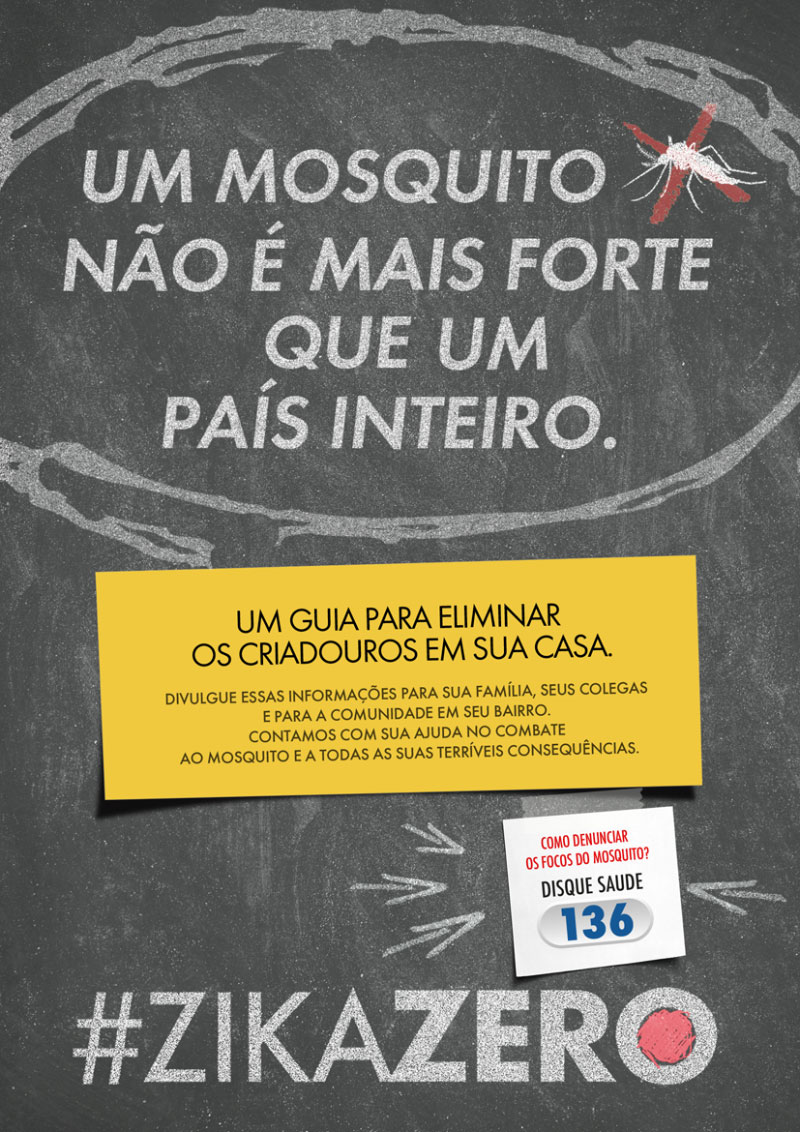 UM MOSQUITO
NÃO É MAIS FORTE
QUE UM
PAÍS INTEIRO.
UM GUIA PARA ELIMINAR
OS CRIADOUROS EM SUA CASA.
DIVULGUE ESSAS INFORMAÇÕES PARA SUA FAMÍLIA, SEUS COLEGAS
E PARA A COMUNIDADE EM SEU BAIRRO.
CONTAMOS COM SUA AJUDA NO COMBATE
AO MOSQUITO E A TODAS AS SUAS TERRÍVEIS CONSEQUÊNCIAS.
COMO DENUNCIAR
OS FOCOS DO MOSQUITO?
DISQUE SAUDE
136
#ZIKAZERO